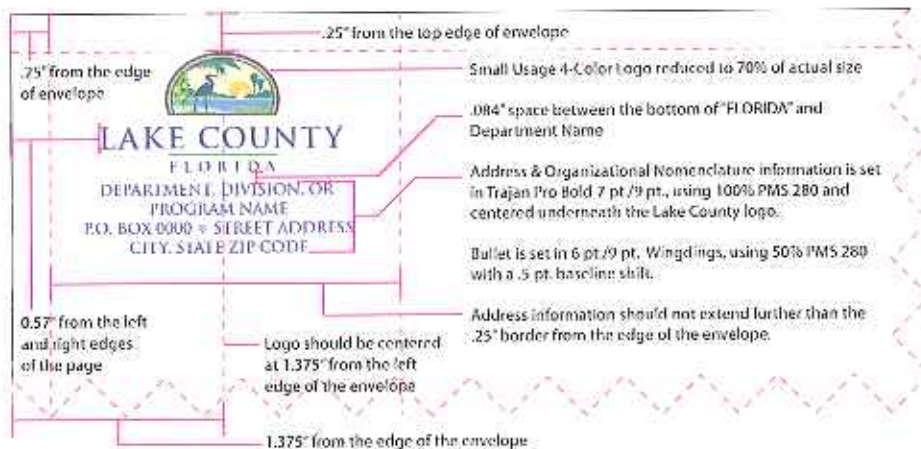 .25" from the top edge of envelope
.75" from the edge
of envelope
Small Usage 4-Color Logo reduced to 70% of actual size
.084" space between the bottom of "FLORIDA" and
Department Name
LAKE COUNTY
FLORIDA
DEPARTMENT, DIVISION, OR
PROGRAM NAME
P.O. BOX 0000 STREET ADDRESS
CITY, STATE ZIP CODE
Address & Organizational Nomenclature information is set
in Trajan Pro Bold 7 pt./9 pt., using 100% PMS 280 and
centered underneath the Lake County logo.
Bullet is set in 6 pt./9 pt. Wingdings, using 50% PMS 280
with a .5 pt. baseline shift.
Address information should not extend further than the
.25" border from the edge of the envelope.
0.57" from the left
and right edges
of the page
Logo should be centered
at 1.375" from the left
edge of the envelope
1.375" from the edge of the envelope